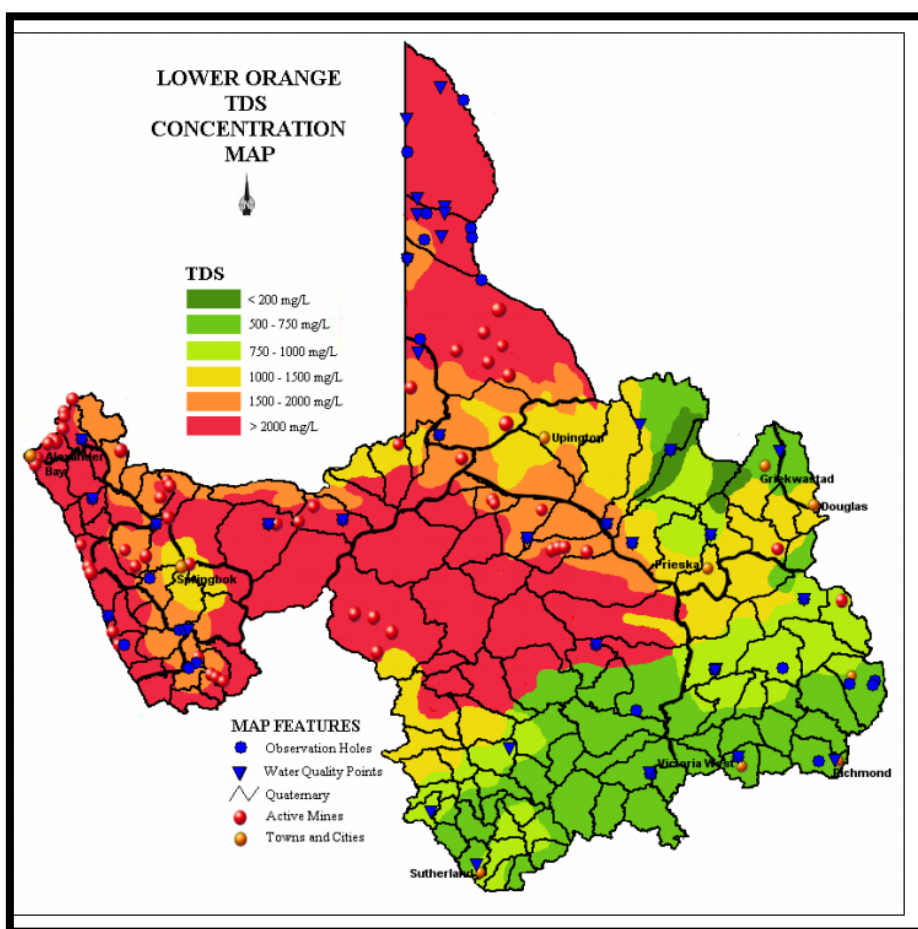 LOWER ORANGE
TDS
CONCENTRATION
MAP
N
TDS
< 200 mg/L
500 - 750 mg/L
750 - 1000 mg/L
1000 - 1500 mg/L
1500 - 2000 mg/L
> 2000 mg/L
Upington
Alexander
Bay
Griekwastad
Douglas
Prieska
Springbok
MAP FEATURES
Observation Holes
Water Quality Points
Quaternary
Active Mines
Towns and Cities
Victoria West
Richmond
Sutherland